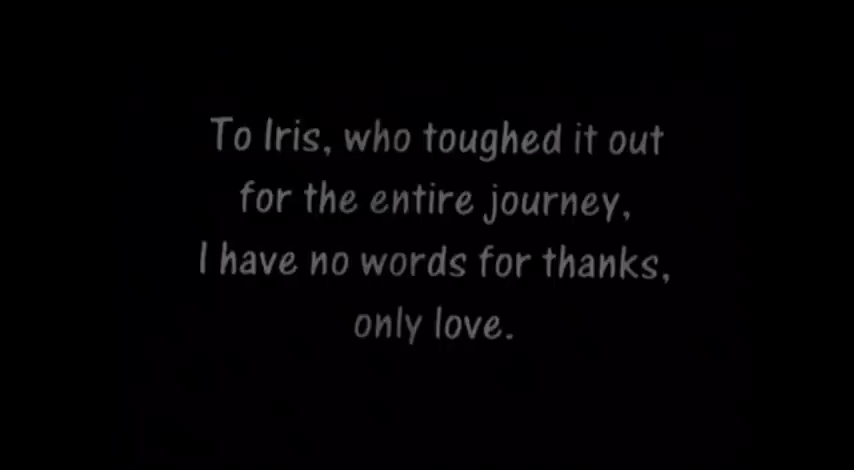 To Iris, who toughed it out
for the entire journey,
I have no words for thanks,
only love.